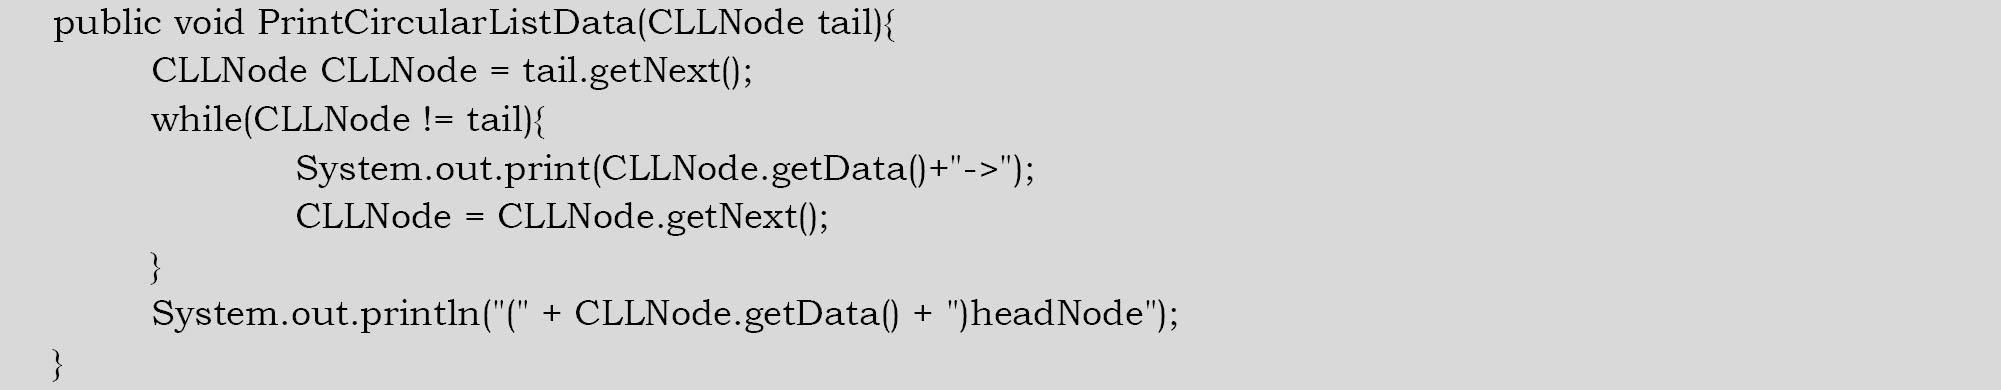 public void PrintCircularListData(CLLNode tail){
CLLNode CLLNode = tail.getNext();
while(CLLNode != tail){
System.out.print(CLLNode.getData()+"->");
CLLNode = CLLNode.getNext();
}
System.out.println("(" + CLLNode.getData() + ")headNode");
}